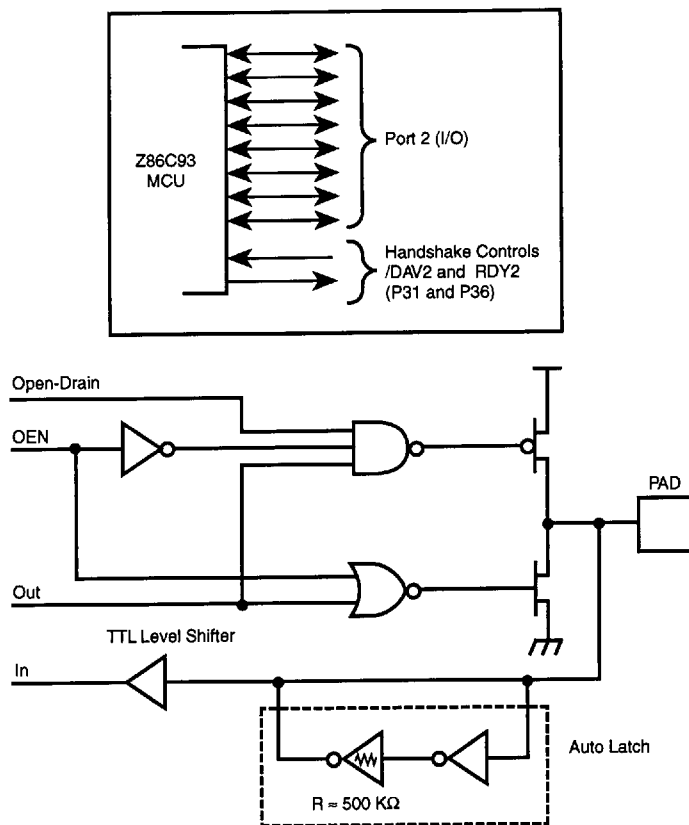 Z86C93
MCU
Port 2 (I/O)
Handshake Controls
/DAV2 and RDY2
(P31 and P36)
Open-Drain
OEN
PAD
Out
TTL Level Shifter
In
Auto Latch
R ≈ 500 KΩ